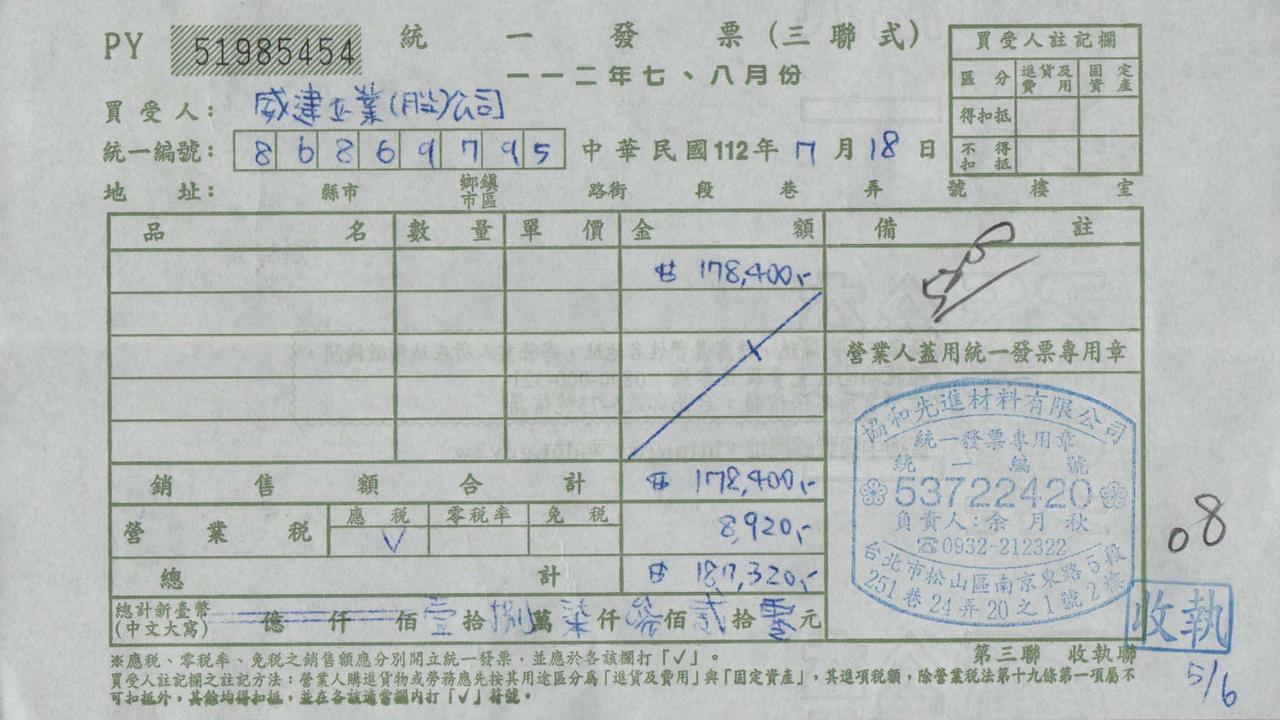 PY 51985454 統一發票(三聯式)
一一二年七、八月份
買受人註記欄
區分 退貨及費用 固定資產
得扣抵
不得扣抵
買受人: 威建企業(股)公司
統一編號: 86869795 中華民國112年7月18日
地址: 縣市 鄉鎮市區 路街 段 巷 弄 號 樓 室
品名 數量 單價 金額 備註
178,400,-
營業人蓋用統一發票專用章
銷售額合計 178,400,-
營業稅 應稅 零稅率 免稅 8,920,-
V
總計 187,320,-
總計新臺幣(中文大寫) 億 仟 佰 壹 拾 捌 萬 柒 仟 參 佰 貳 拾 零 元
協和先進材料有限公司
統一發票專用章
統一編號
53722420
負責人:余月秋
☎0932-212322
台北市松山區南京東路5段
251巷24弄20之1號2樓
08
收執
5/6
第三聯 收執聯
※應稅、零稅率、免稅之銷售額應分別開立統一發票,並應於各該欄打「√」。
買受人註記欄之註記方法:營業人購進貨物或勞務應先按其用途區分為「退貨及費用」與「固定資產」,其進項稅額,除營業稅法第十九條第一項屬不
可扣抵外,其餘均得扣抵,並在各該適當欄內打「√」符號。